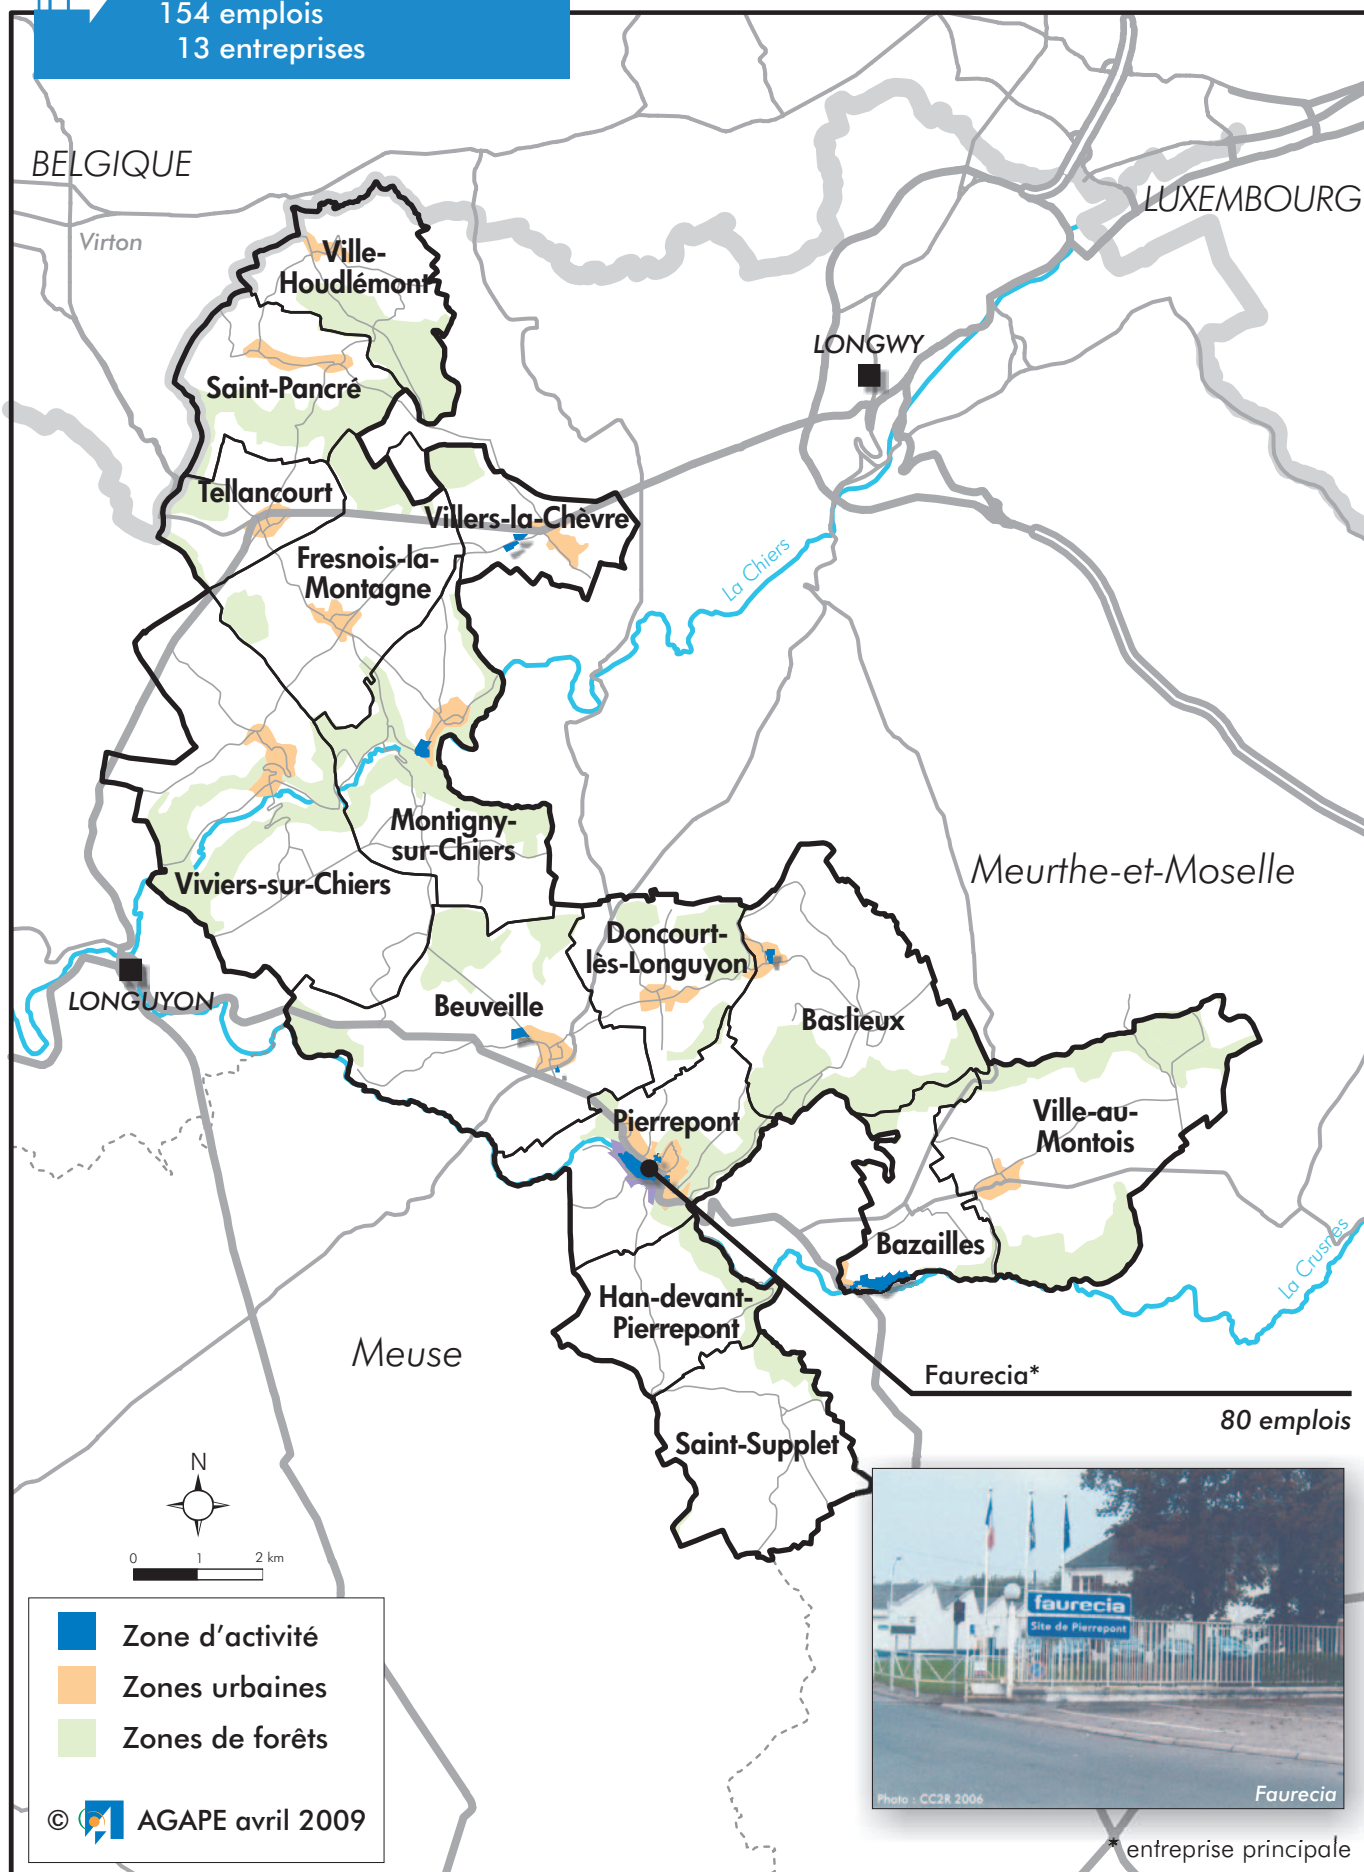 154 emplois
13 entreprises
BELGIQUE
LUXEMBOURG
Virton
Ville-
Houdlémont
LONGWY
Saint-Pancré
Tellancourt
Villers-la-Chèvre
Fresnois-la-
Montagne
La Chiers
Montigny-
sur-Chiers
Meurthe-et-Moselle
Viviers-sur-Chiers
Doncourt-
lès-Longuyon
LONGUYON
Beuveille
Baslieux
Pierrepont
Ville-au-
Montois
Bazailles
La Crusnes
Han-devant-
Pierrepont
Meuse
Faurecia*
80 emplois
Saint-Supplet
N
0 1 2 km
faurecia
Site de Pierrepont
Photo : CC2R 2006
Faurecia
* entreprise principale
Zone d'activité
Zones urbaines
Zones de forêts
© AGAPE avril 2009